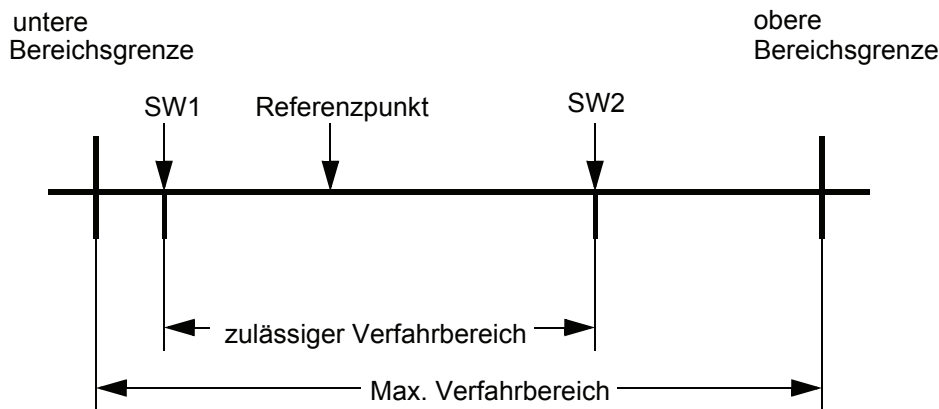 untere
Bereichsgrenze
obere
Bereichsgrenze
SW1
Referenzpunkt
SW2
zulässiger Verfahrbereich
Max. Verfahrbereich